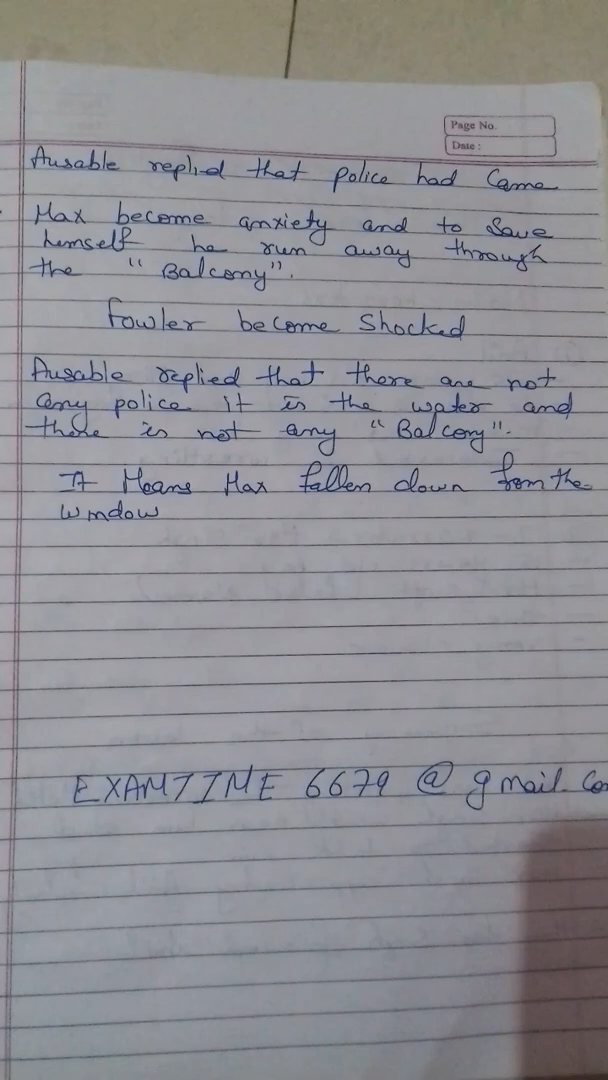 Page No.
Date :
Ausable replied that police had Came
Max become anxiety and to Save
hemself he run away through
the " Balcony".
fowler become Shocked
Ausable replied that there are not
any police it is the water and
there is not any "Balcony".
It Means Max fallen down from the
window
EXAMTIME 6679 @ gmail. Co